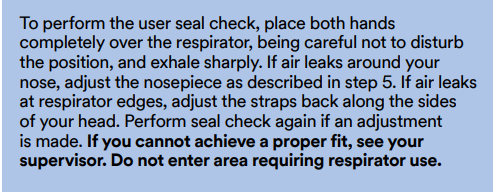 To perform the user seal check, place both hands
completely over the respirator, being careful not to disturb
the position, and exhale sharply. If air leaks around your
nose, adjust the nosepiece as described in step 5. If air leaks
at respirator edges, adjust the straps back along the sides
of your head. Perform seal check again if an adjustment
is made. If you cannot achieve a proper fit, see your
supervisor. Do not enter area requiring respirator use.